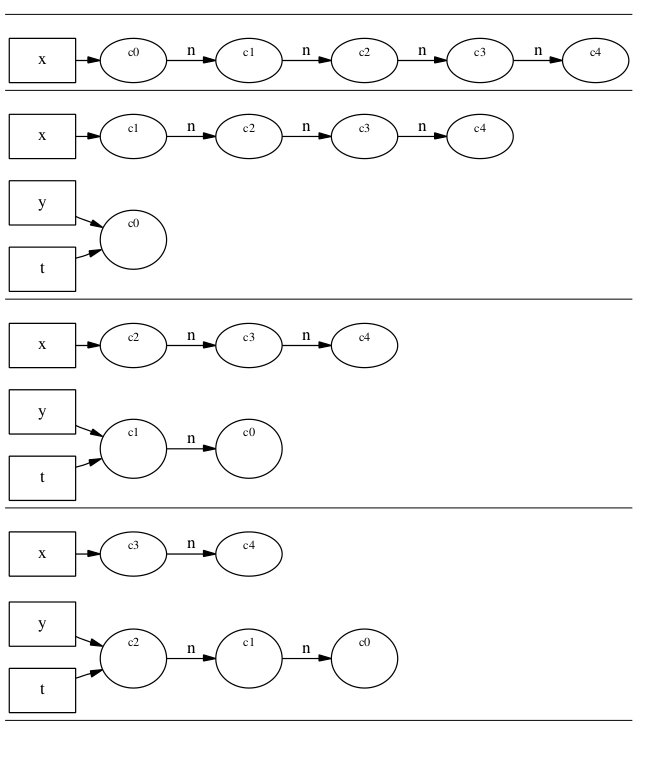 x c0 n c1 n c2 n c3 n c4
x c1 n c2 n c3 n c4
y
c0
t
x c2 n c3 n c4
y
c1 n c0
t
x c3 n c4
y
c2 n c1 n c0
t